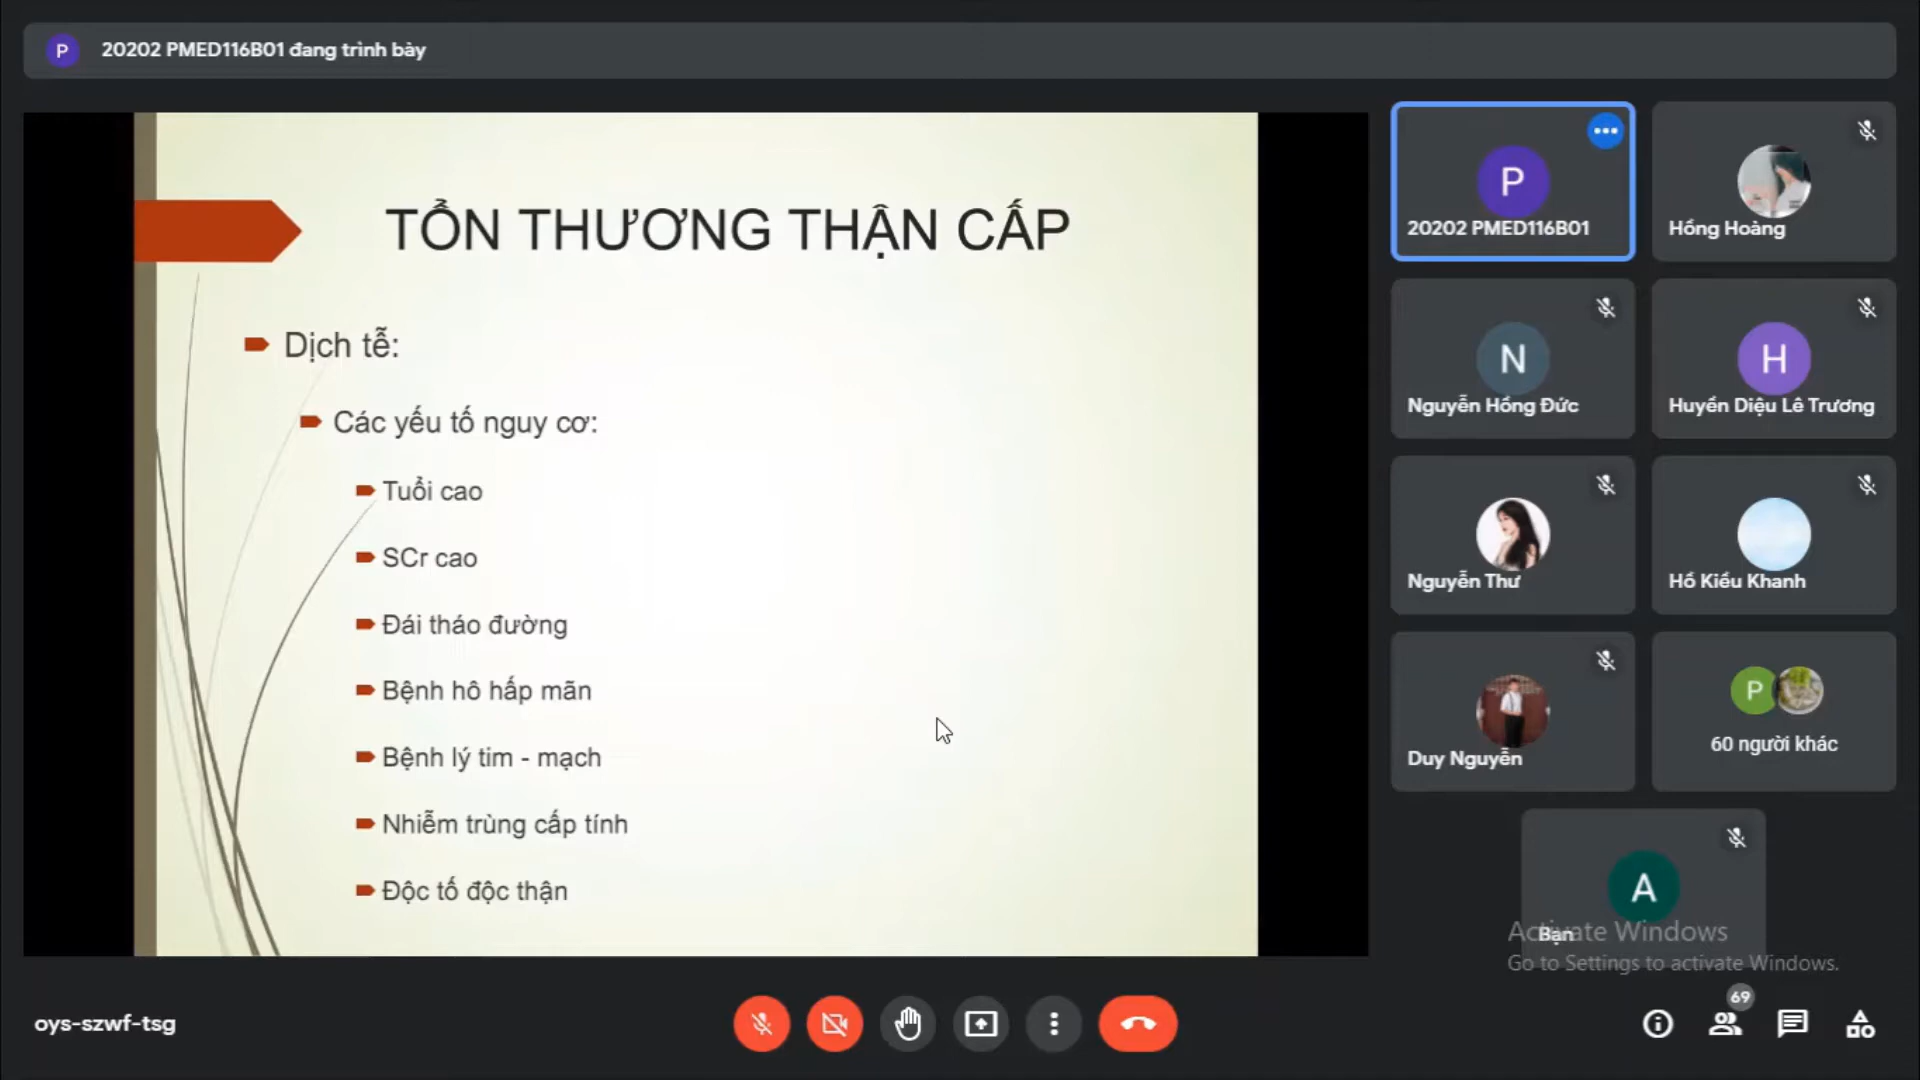 P
20202 PMED116B01 đang trình bày
TỔN THƯƠNG THẬN CẤP
Dịch tễ:
Các yếu tố nguy cơ:
Tuổi cao
SCr cao
Đái tháo đường
Bệnh hô hấp mãn
Bệnh lý tim - mạch
Nhiễm trùng cấp tính
Độc tố độc thận
P
20202 PMED116B01
Hồng Hoàng
N
Nguyễn Hồng Đức
H
Huyền Diệu Lê Trương
Nguyễn Thư
Hồ Kiều Khanh
Duy Nguyễn
P
60 người khác
A
Bạn
Activate Windows
Go to Settings to activate Windows.
oys-szwf-tsg
69